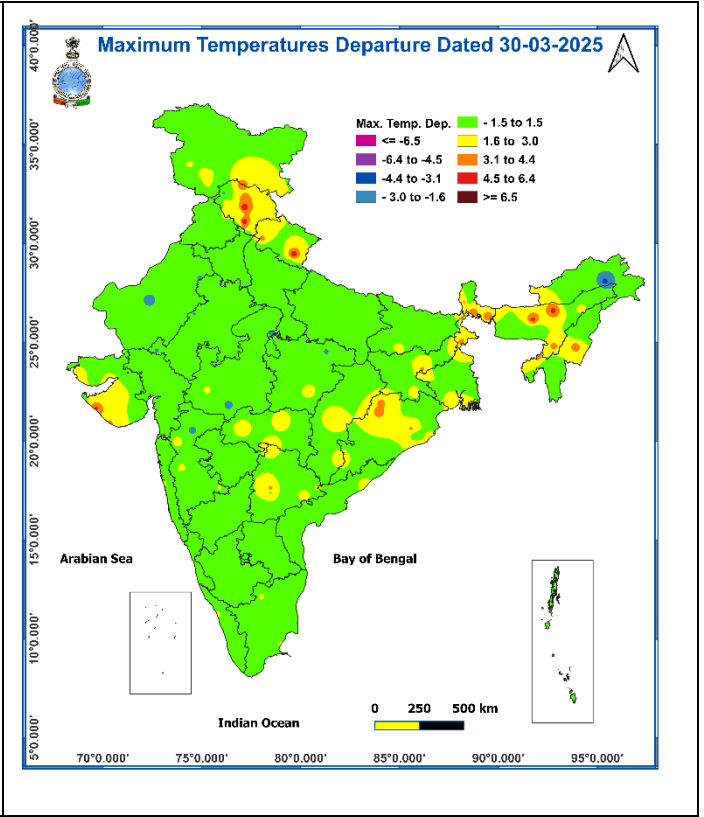 Maximum Temperatures Departure Dated 30-03-2025
Max. Temp. Dep.
<= -6.5
-6.4 to -4.5
-4.4 to -3.1
- 3.0 to -1.6
- 1.5 to 1.5
1.6 to 3.0
3.1 to 4.4
4.5 to 6.4
>= 6.5
40°0.000'
35°0.000'
30°0.000'
25°0.000'
20°0.000'
15°0.000'
10°0.000'
5°0.000'
Arabian Sea
Bay of Bengal
Indian Ocean
0 250 500 km
70°0.000' 75°0.000' 80°0.000' 85°0.000' 90°0.000' 95°0.000'